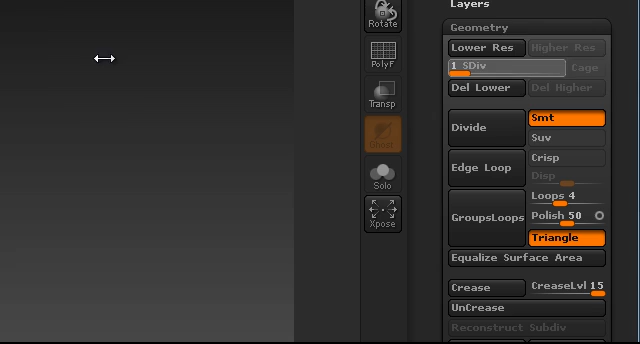 Layers
Rotate
PolyF
Transp
Ghost
Solo
Xpose
Geometry
Lower Res Higher Res
1 SDiv Cage
Del Lower Del Higher
Divide Smt
Suv
Edge Loop Crisp
Disp
GroupsLoops Loops 4
Polish 50
Triangle
Equalize Surface Area
Crease CreaseLvl 15
UnCrease
Reconstruct Subdiv